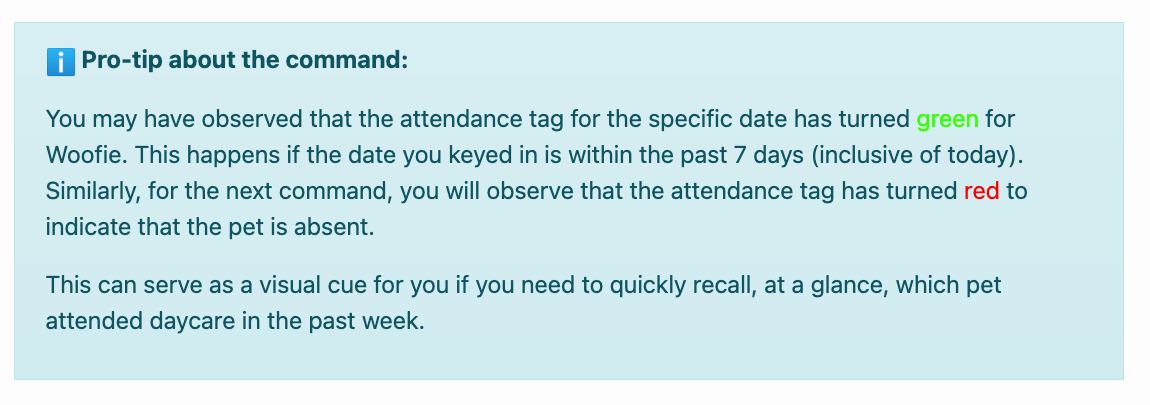 ℹ️ Pro-tip about the command:
You may have observed that the attendance tag for the specific date has turned green for
Woofie. This happens if the date you keyed in is within the past 7 days (inclusive of today).
Similarly, for the next command, you will observe that the attendance tag has turned red to
indicate that the pet is absent.
This can serve as a visual cue for you if you need to quickly recall, at a glance, which pet
attended daycare in the past week.